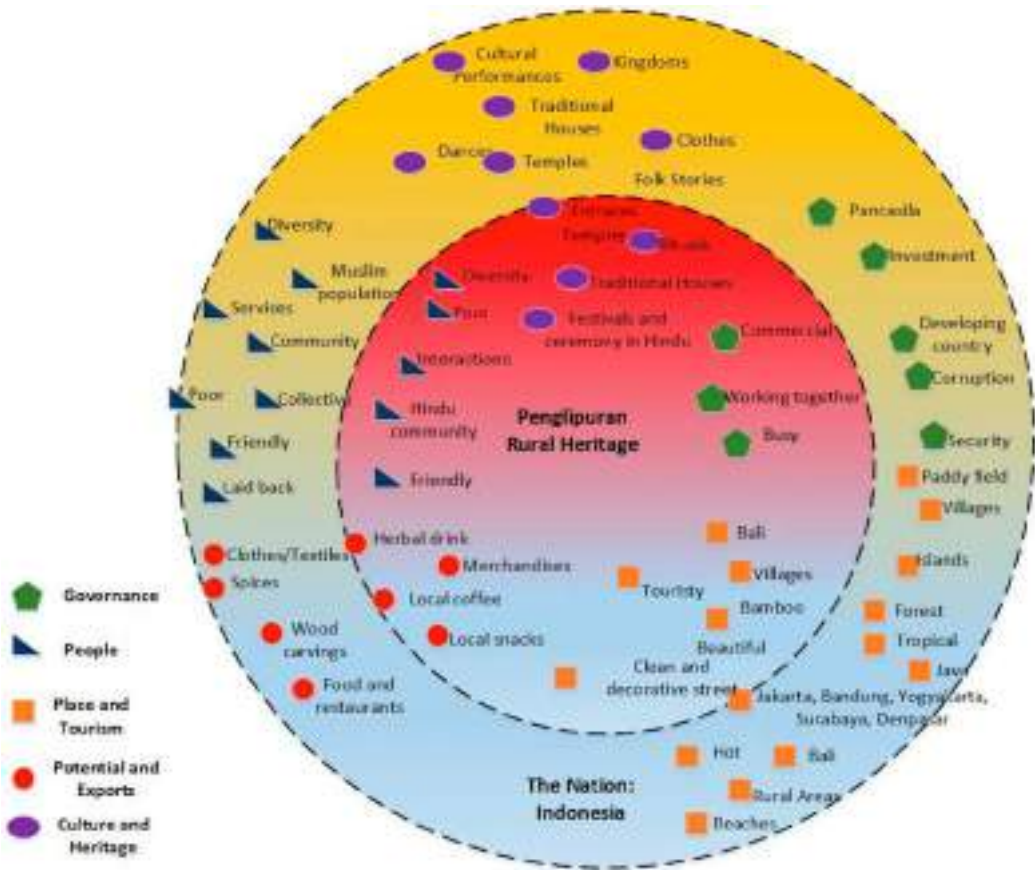 Cultural
Performances
Kingdoms
Traditional
Houses
Clothes
Dances
Temples
Folk Stories
Pancasila
Investment
Developing
country
Corruption
Security
Diversity
Muslim
population
Services
Community
Poor
Collective
Friendly
Laid back
Temples
Rituals
Diversity
Traditional Houses
Poor
Festivals and
ceremony in Hindu
Commercial
Interactions
Hindu
community
Working together
Penglipuran
Rural Heritage
Busy
Friendly
Paddy field
Villages
Islands
Forest
Tropical
Java
Jakarta, Bandung, Yogyakarta,
Surabaya, Denpasar
Hot
Bali
Rural Areas
Beaches
Bali
Villages
Touristy
Bamboo
Beautiful
Clean and
decorative street
Herbal drink
Merchandises
Local coffee
Local snacks
Clothes/Textiles
Spices
Wood
carvings
Food and
restaurants
The Nation:
Indonesia
Governance
People
Place and
Tourism
Potential and
Exports
Culture and
Heritage